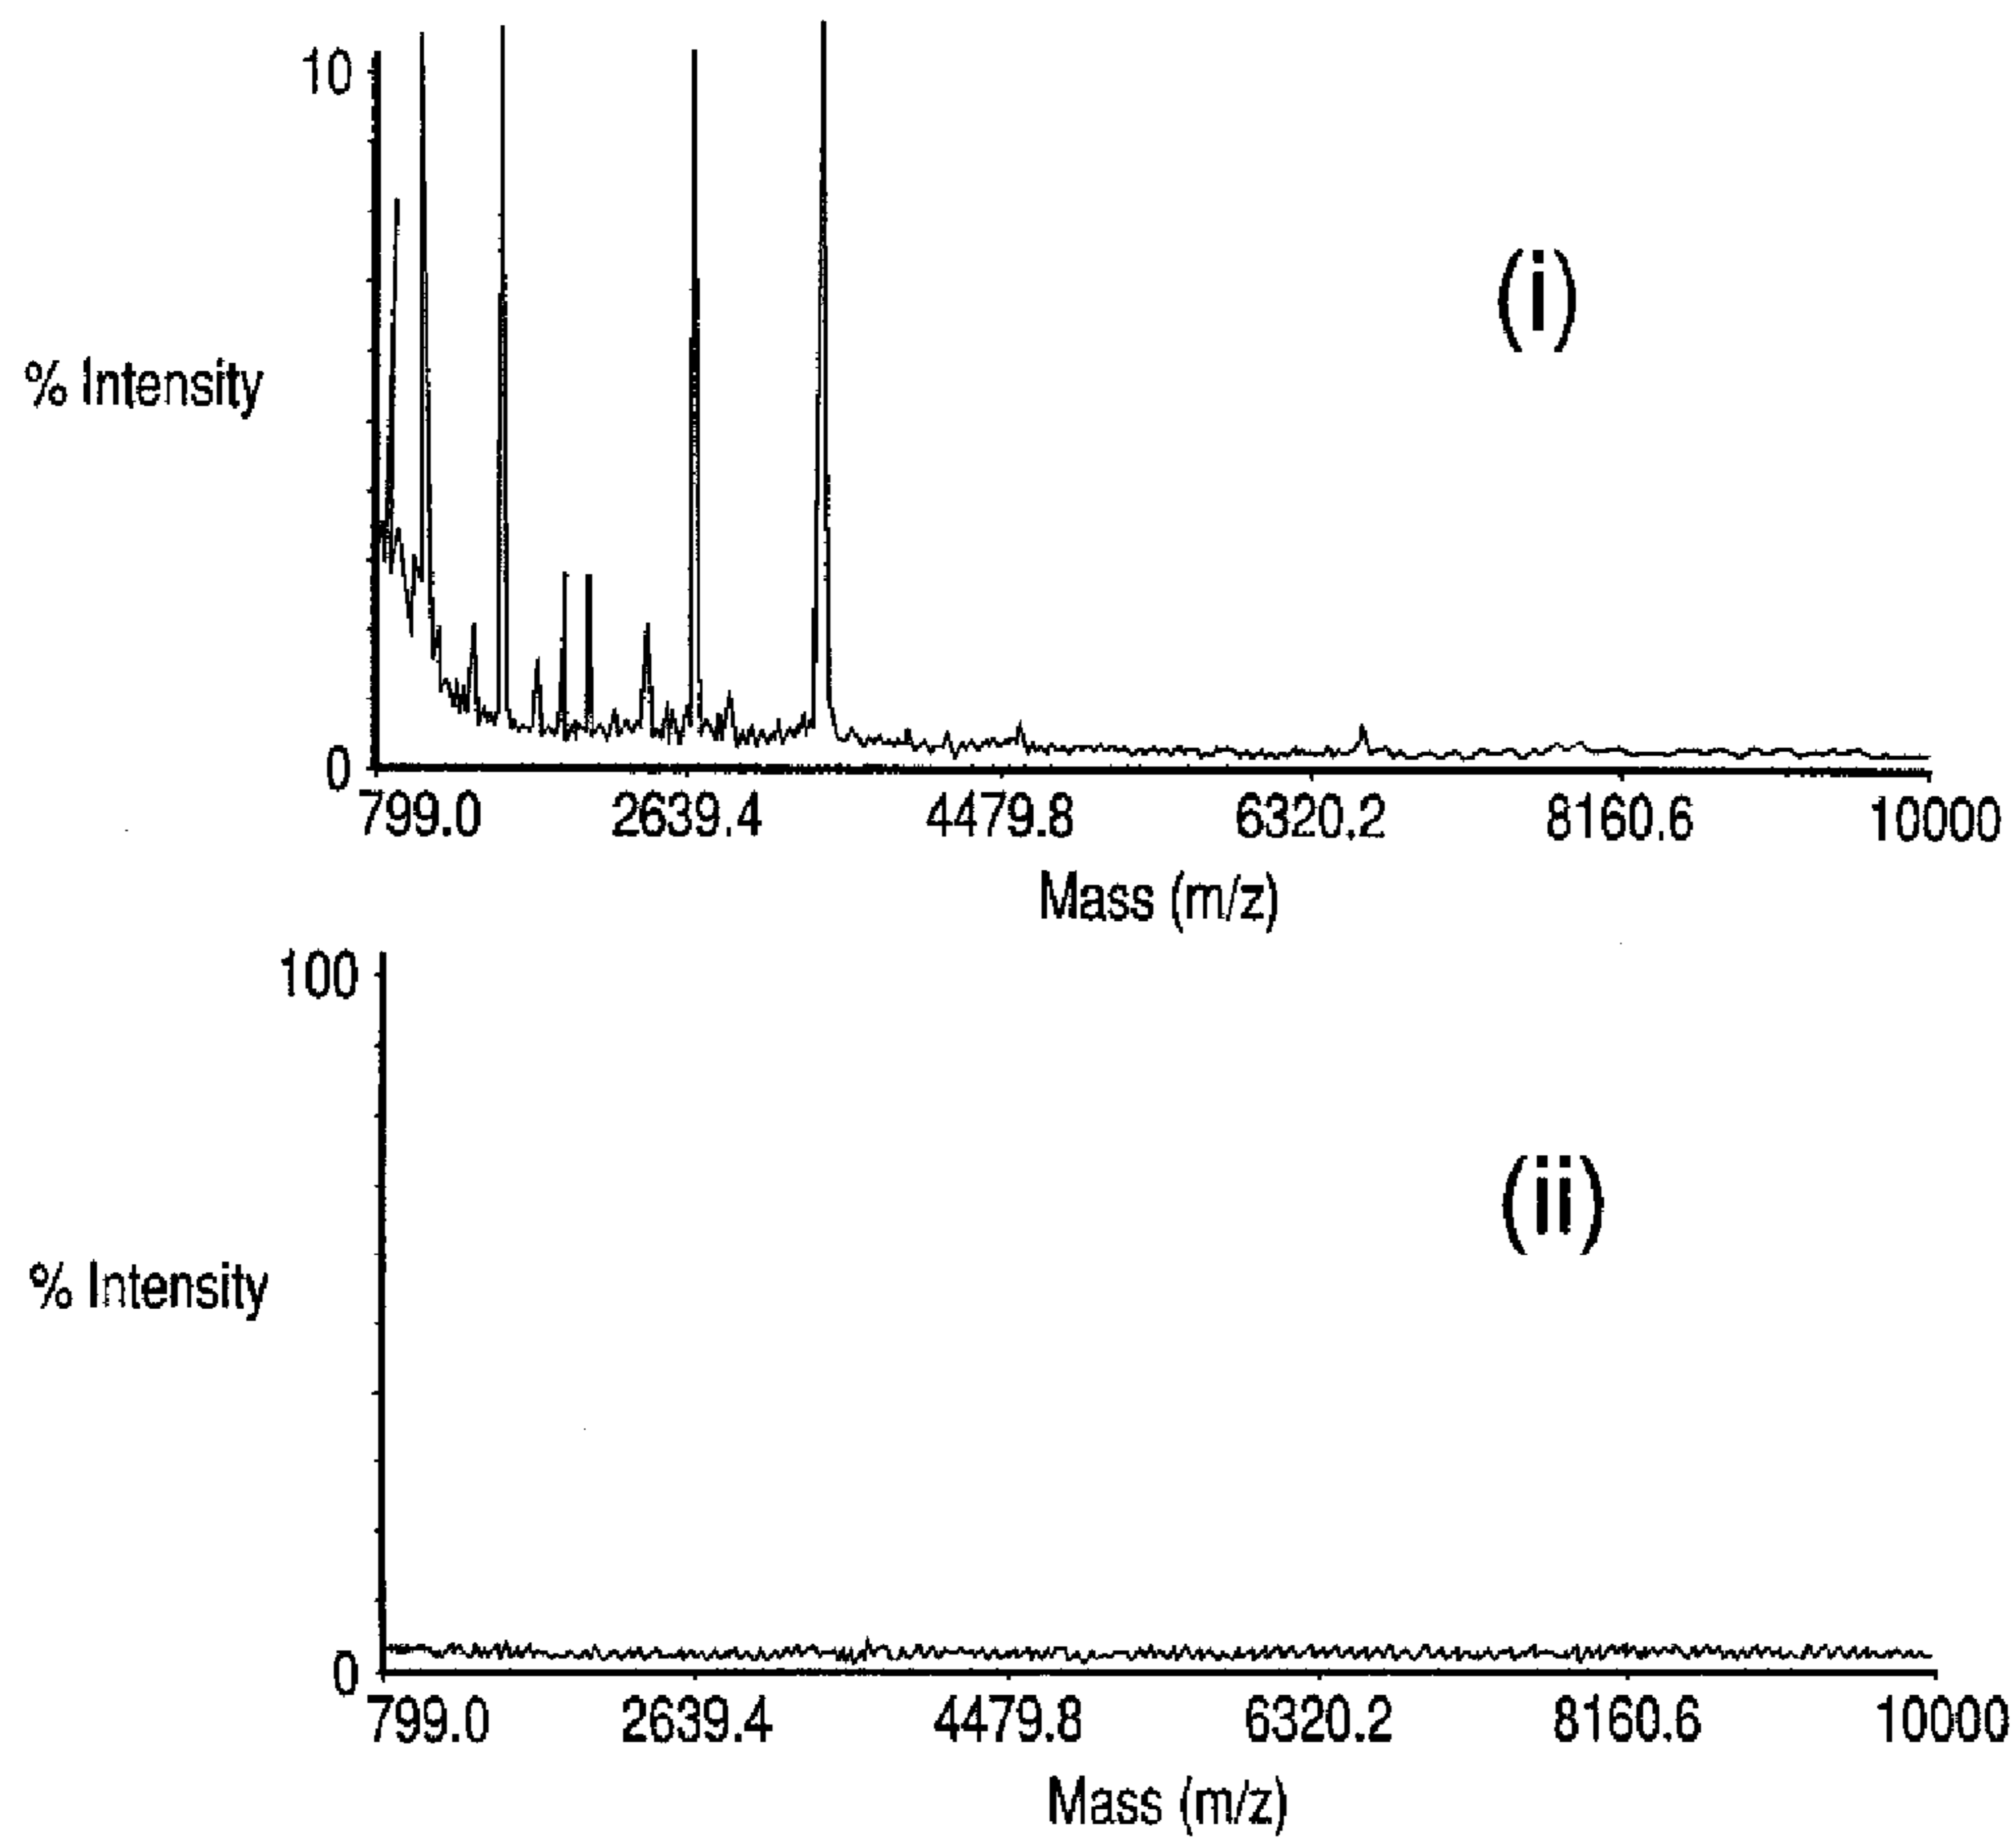 10
(i)
% Intensity
0
799.0 2639.4 4479.8 6320.2 8160.6 10000
Mass (m/z)
100
(ii)
% Intensity
0
799.0 2639.4 4479.8 6320.2 8160.6 10000
Mass (m/z)